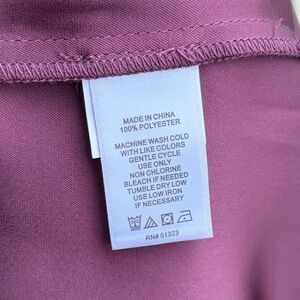 MADE IN CHINA
100% POLYESTER
MACHINE WASH COLD
WITH LIKE COLORS
GENTLE CYCLE
USE ONLY
NON CHLORINE
BLEACH IF NEEDED
TUMBLE DRY LOW
USE LOW IRON
IF NECESSARY
RN# 51323